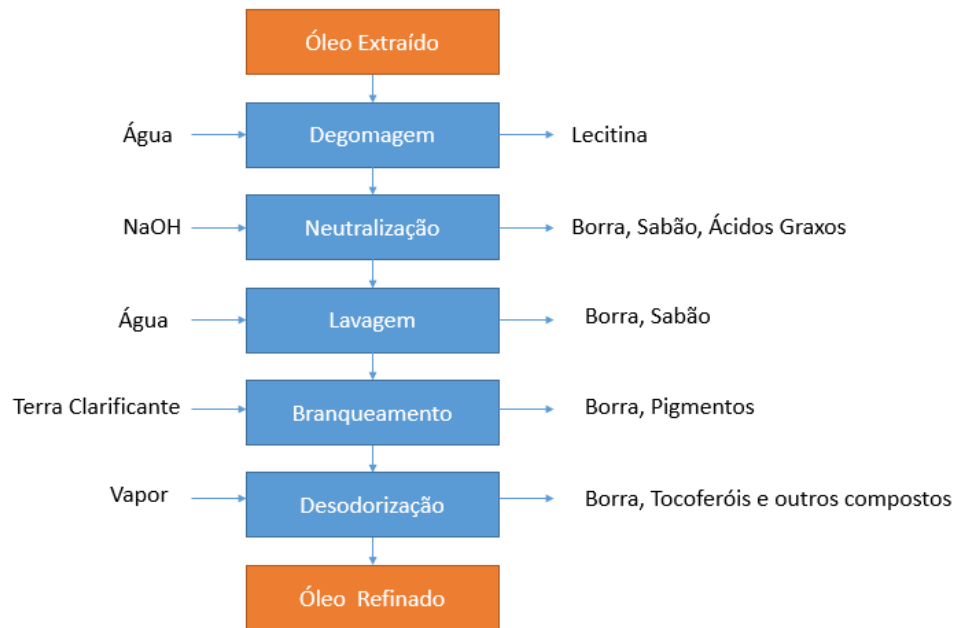 Óleo Extraído
Água
Degomagem
Lecitina
NaOH
Neutralização
Borra, Sabão, Ácidos Graxos
Água
Lavagem
Borra, Sabão
Terra Clarificante
Branqueamento
Borra, Pigmentos
Vapor
Desodorização
Borra, Tocoferóis e outros compostos
Óleo Refinado